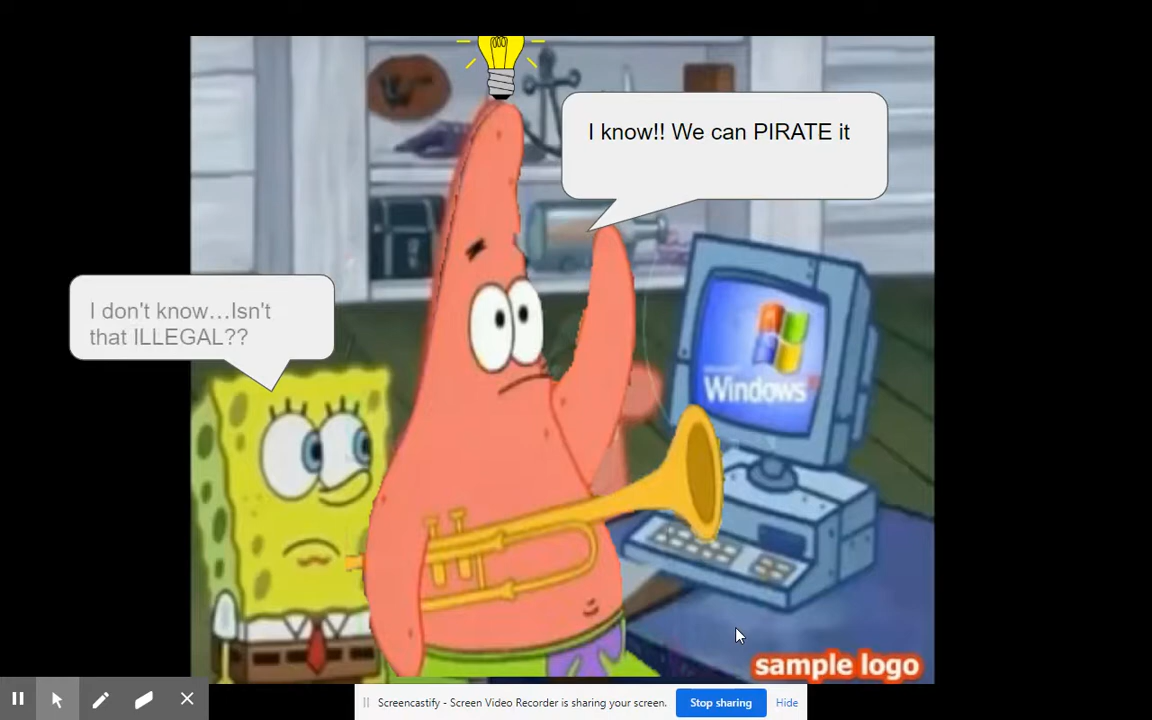 I know!! We can PIRATE it
I don't know...Isn't
that ILLEGAL??
Windows
sample logo
Screencastify - Screen Video Recorder is sharing your screen.
Stop sharing
Hide